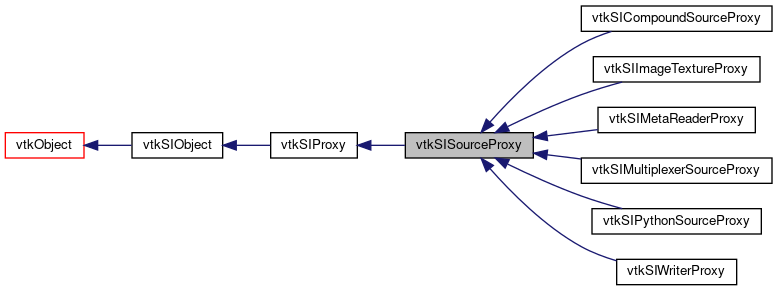 vtkSICompoundSourceProxy
vtkSIImageTextureProxy
vtkSIMetaReaderProxy
vtkObject
vtkSIObject
vtkSIProxy
vtkSISourceProxy
vtkSIMultiplexerSourceProxy
vtkSIPythonSourceProxy
vtkSIWriterProxy